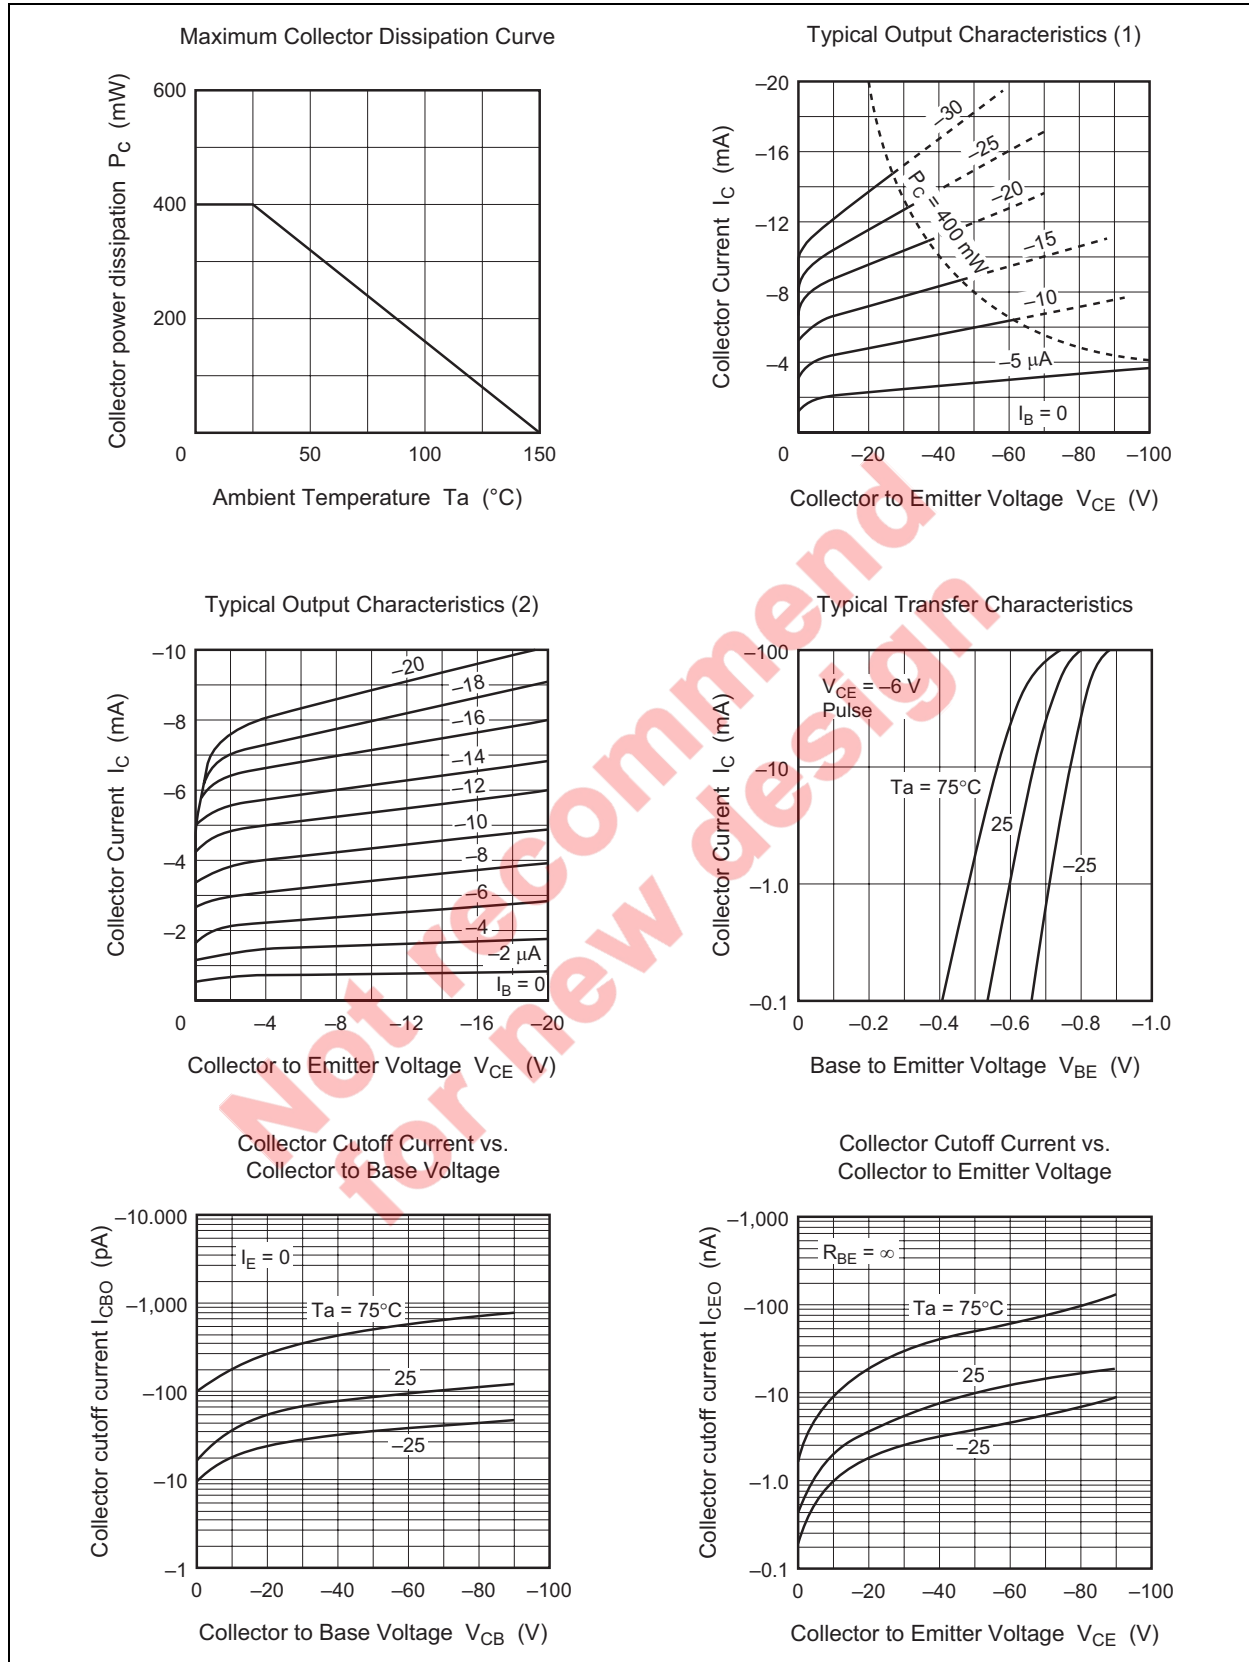 Maximum Collector Dissipation Curve
Collector power dissipation PC (mW)
600
400
200
0
50
100
150
Ambient Temperature Ta (°C)
Typical Output Characteristics (1)
Collector Current IC (mA)
–20
–16
–12
–8
–4
0
–20
–40
–60
–80
–100
–30
–25
–20
–15
–10
–5 μA
IB = 0
PC = 400 mW
Collector to Emitter Voltage VCE (V)
Typical Output Characteristics (2)
Collector Current IC (mA)
–10
–8
–6
–4
–2
0
–4
–8
–12
–16
–20
–20
–18
–16
–14
–12
–10
–8
–6
–4
–2 μA
IB = 0
Collector to Emitter Voltage VCE (V)
Typical Transfer Characteristics
Collector Current IC (mA)
–100
–10
–1.0
–0.1
0
–0.2
–0.4
–0.6
–0.8
–1.0
VCE = –6 V
Pulse
Ta = 75°C
25
–25
Base to Emitter Voltage VBE (V)
Collector Cutoff Current vs.
Collector to Base Voltage
Collector cutoff current ICBO (pA)
–10.000
–1,000
–100
–10
–1
0
–20
–40
–60
–80
–100
IE = 0
Ta = 75°C
25
–25
Collector to Base Voltage VCB (V)
Collector Cutoff Current vs.
Collector to Emitter Voltage
Collector cutoff current ICEO (nA)
–1,000
–100
–10
–1.0
–0.1
0
–20
–40
–60
–80
–100
RBE = ∞
Ta = 75°C
25
–25
Collector to Emitter Voltage VCE (V)
Not recommend
for new design